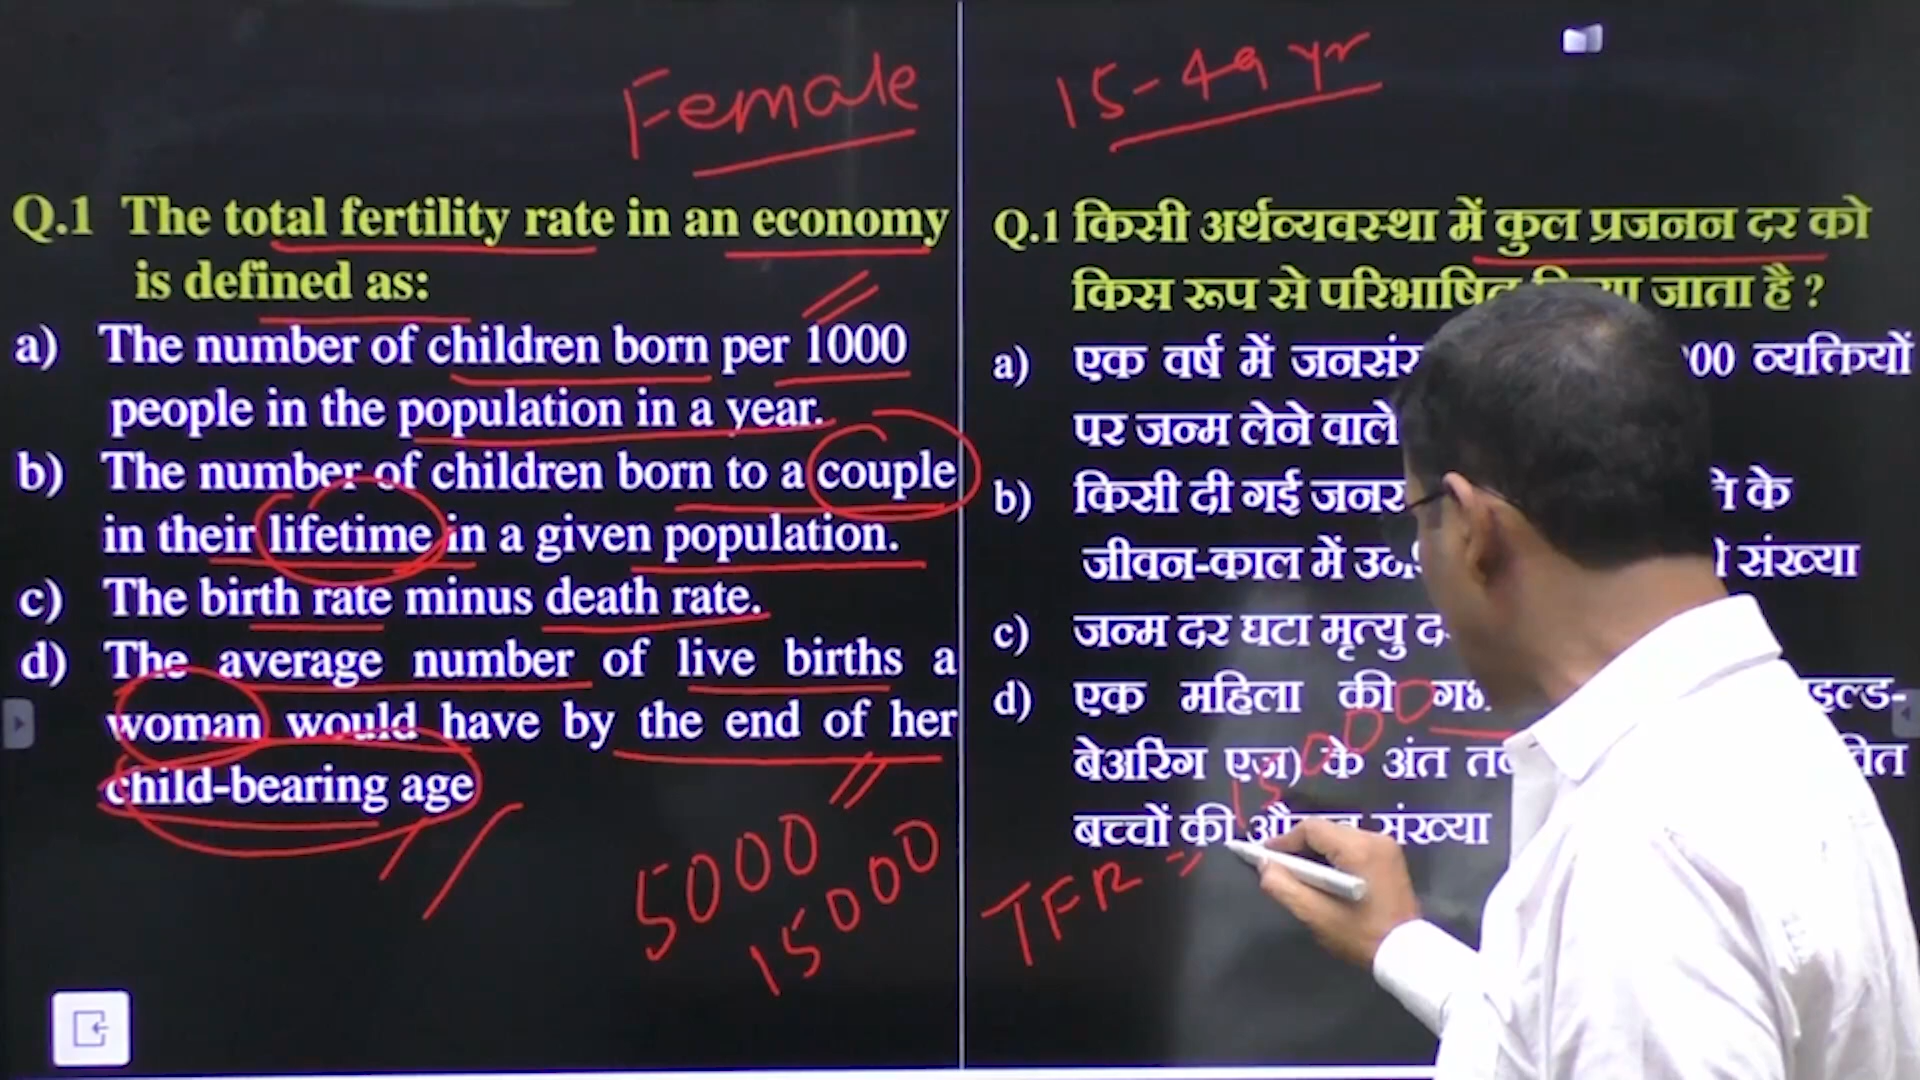 Female
15-49 yr
Q.1 The total fertility rate in an economy
is defined as:
a) The number of children born per 1000
people in the population in a year.
b) The number of children born to a couple
in their lifetime in a given population.
c) The birth rate minus death rate.
d) The average number of live births a
woman would have by the end of her
child-bearing age
5000
15000
Q.1 किसी अर्थव्यवस्था में कुल प्रजनन दर को
किस रूप से परिभाषित जाता है ?
a) एक वर्ष में व्यक्तियों
पर जन्म लेने वाले
b) किसी दी गई के
जीवन-काल में संख्या
c) जन्म दर घटा मृत्यु
d) एक महिला की
बेअरिंग एज) के अंत
बच्चों की संख्या
15000
TFR =